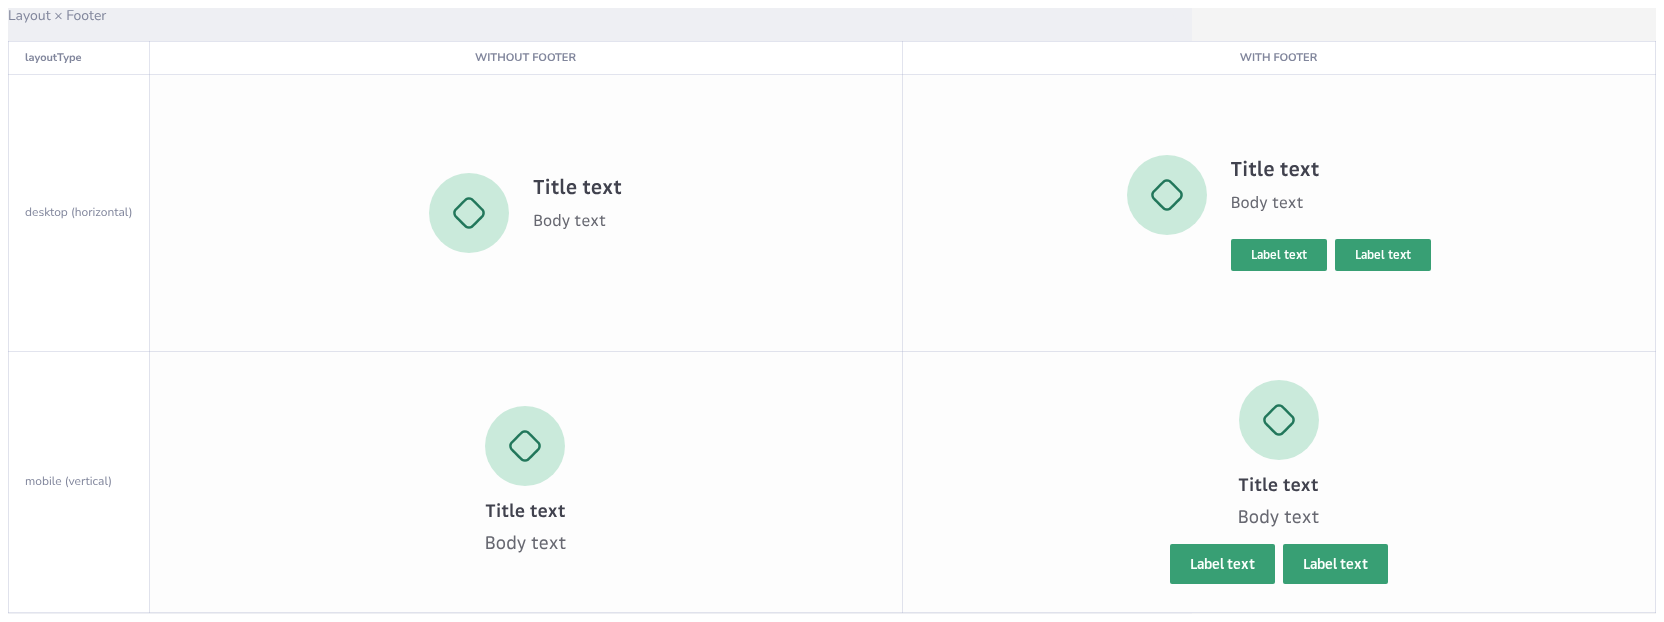 Layout × Footer
layoutType
WITHOUT FOOTER
WITH FOOTER
desktop (horizontal)
Title text
Body text
Title text
Body text
Label text
Label text
mobile (vertical)
Title text
Body text
Title text
Body text
Label text
Label text